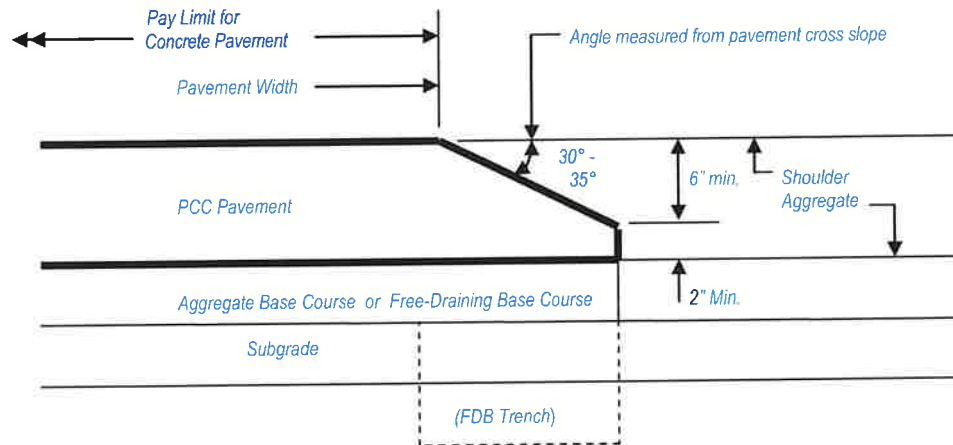 Pay Limit for
Concrete Pavement
Angle measured from pavement cross slope
Pavement Width
30° -
35°
6" min.
Shoulder
Aggregate
PCC Pavement
Aggregate Base Course or Free-Draining Base Course
2" Min.
Subgrade
(FDB Trench)